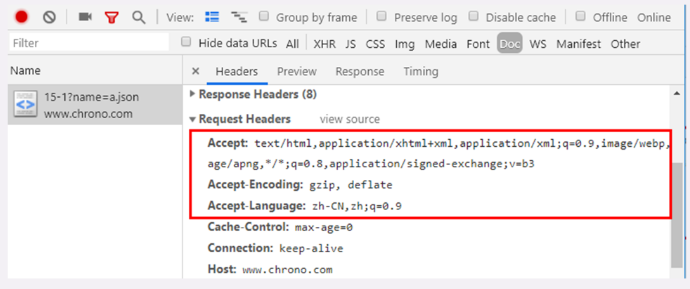 View: Group by frame Preserve log Disable cache Offline Online
Filter Hide data URLs All XHR JS CSS Img Media Font Doc WS Manifest Other
Name × Headers Preview Response Timing
15-1?name=a.json
www.chrono.com
▸ Response Headers (8)
▾ Request Headers view source
Accept: text/html,application/xhtml+xml,application/xml;q=0.9,image/webp,
age/apng,*/*;q=0.8,application/signed-exchange;v=b3
Accept-Encoding: gzip, deflate
Accept-Language: zh-CN,zh;q=0.9
Cache-Control: max-age=0
Connection: keep-alive
Host: www.chrono.com